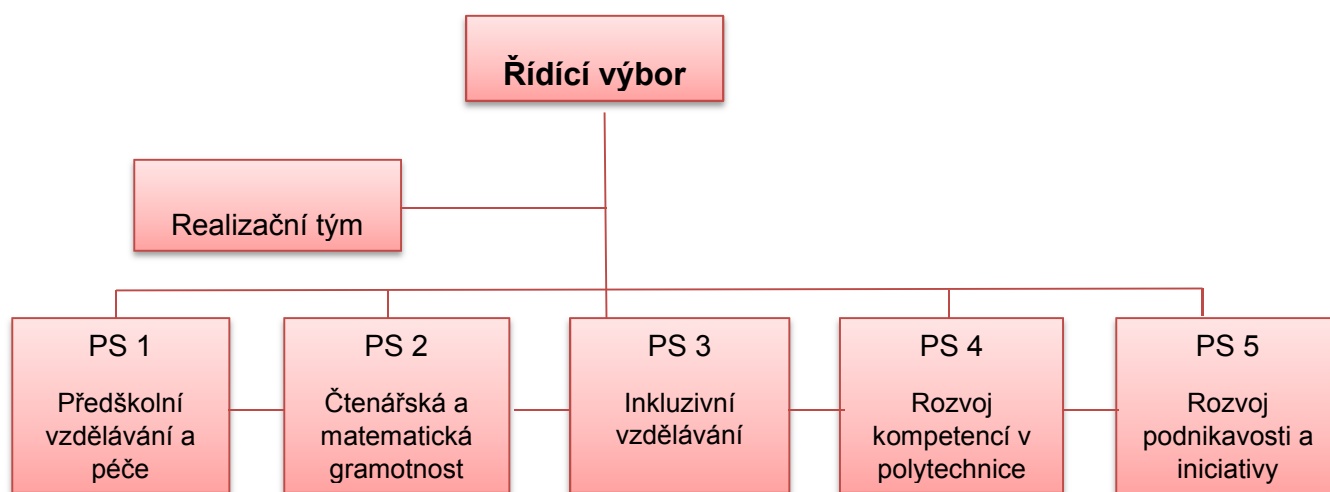 Řídící výbor
Realizační tým
PS 1
Předškolní
vzdělávání a
péče
PS 2
Čtenářská a
matematická
gramotnost
PS 3
Inkluzivní
vzdělávání
PS 4
Rozvoj
kompetencí v
polytechnice
PS 5
Rozvoj
podnikavosti a
iniciativy